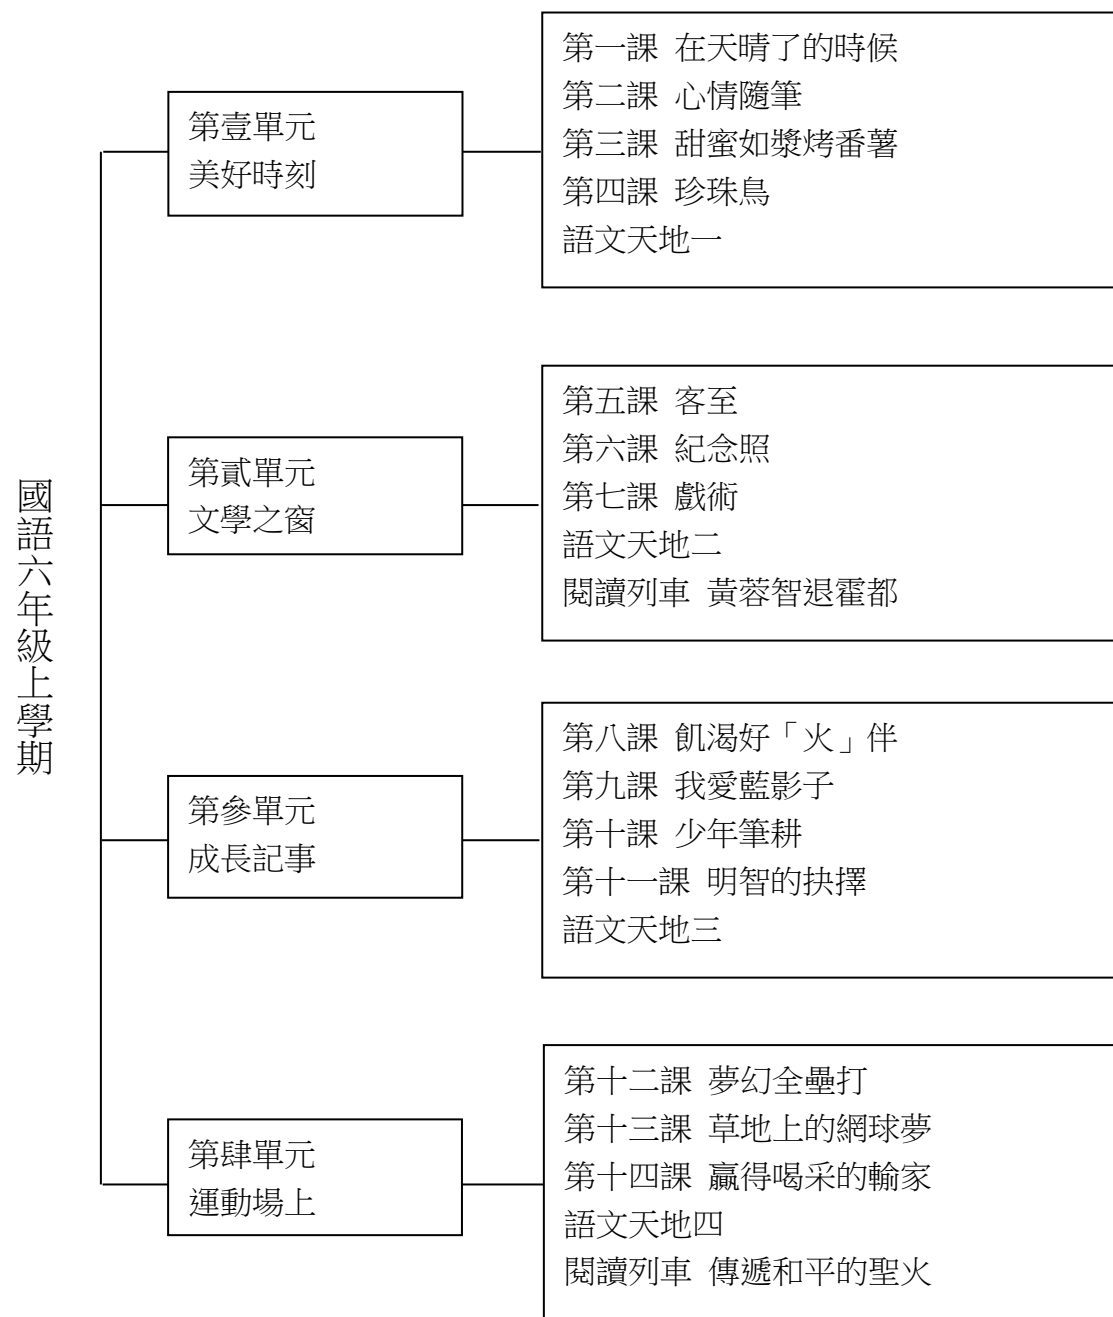 國語六年級上學期
第壹單元
美好時刻
第一課 在天晴了的時候
第二課 心情隨筆
第三課 甜蜜如漿烤番薯
第四課 珍珠鳥
語文天地一
第貳單元
文學之窗
第五課 客至
第六課 紀念照
第七課 戲術
語文天地二
閱讀列車 黃蓉智退霍都
第參單元
成長記事
第八課 飢渴好「火」伴
第九課 我愛藍影子
第十課 少年筆耕
第十一課 明智的抉擇
語文天地三
第肆單元
運動場上
第十二課 夢幻全壘打
第十三課 草地上的網球夢
第十四課 贏得喝采的輸家
語文天地四
閱讀列車 傳遞和平的聖火